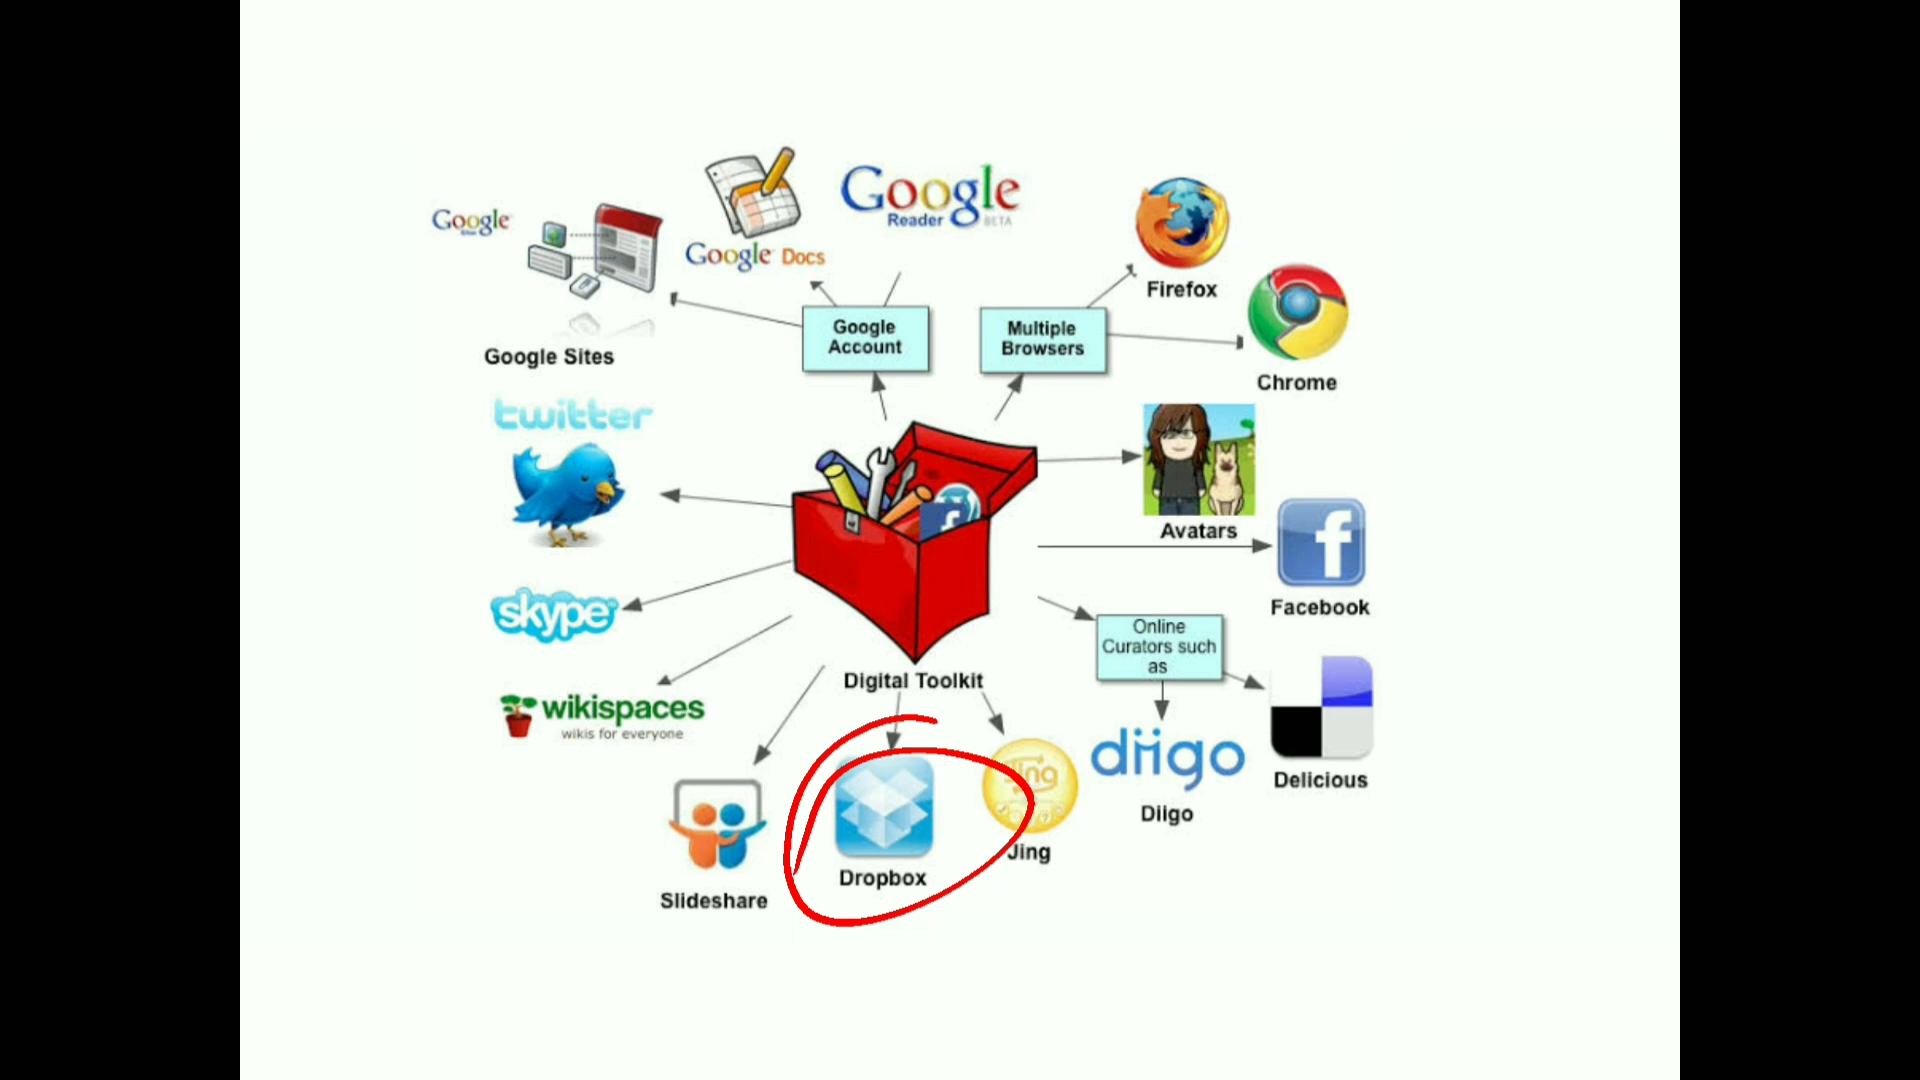 Google
Reader BETA
Google
Google Docs
Firefox
Google Sites
Google
Account
Multiple
Browsers
Chrome
twitter
Avatars
f
f
Facebook
skype
Online
Curators such
as
Digital Toolkit
wikispaces
wikis for everyone
Jing
diigo
Delicious
Diigo
Jing
Dropbox
Slideshare